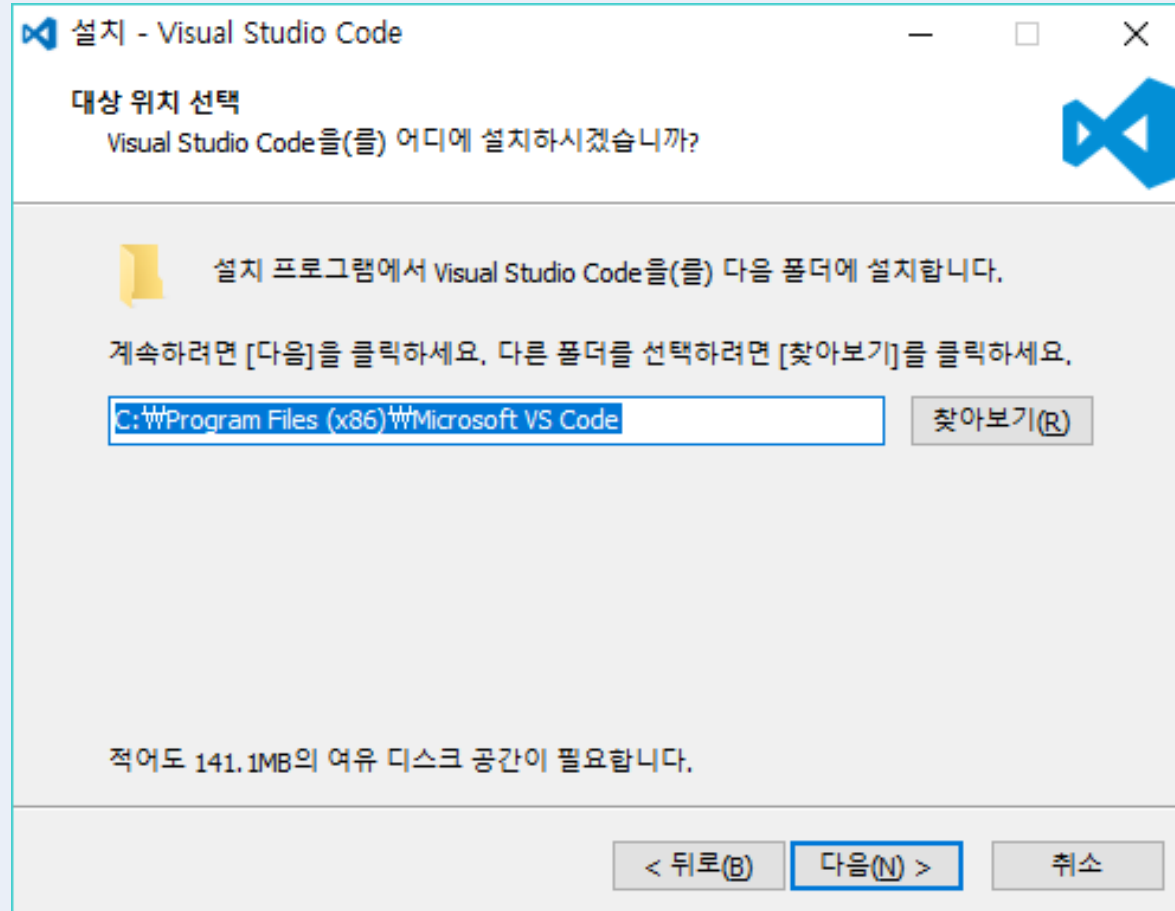 설치 - Visual Studio Code
대상 위치 선택
Visual Studio Code을(를) 어디에 설치하시겠습니까?
설치 프로그램에서 Visual Studio Code을(를) 다음 폴더에 설치합니다.
계속하려면 [다음]을 클릭하세요. 다른 폴더를 선택하려면 [찾아보기]를 클릭하세요.
C:₩Program Files (x86)₩Microsoft VS Code
찾아보기(R)
적어도 141.1MB의 여유 디스크 공간이 필요합니다.
< 뒤로(B) 다음(N) > 취소